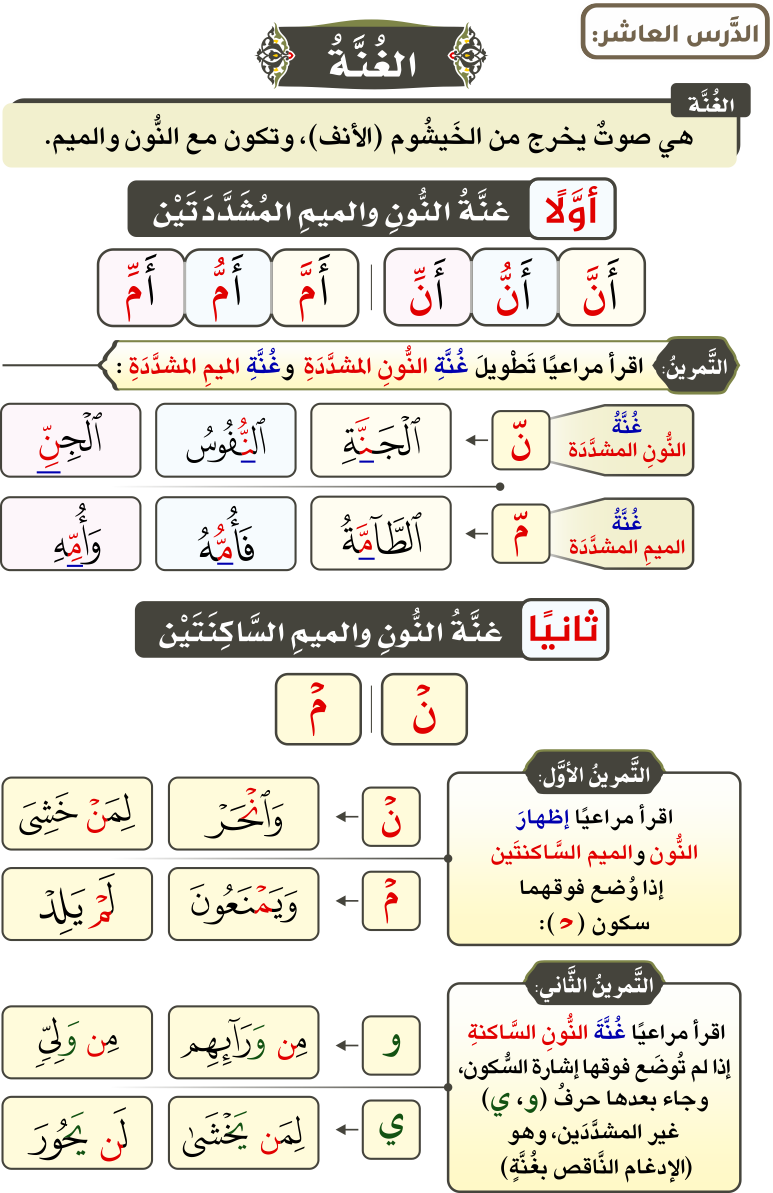 الدَّرس العاشر:
الغُنَّةُ
الغُنَّة
هي صوتٌ يخرج من الخَيشُوم (الأنف)، وتكون مع النُّون والميم.
أوَّلًا غنَّةُ النُّونِ والميمِ المُشَدَّدَتَيْن
أَنَّ أَنُّ أَنِّ أَمَّ أَمُّ أَمِّ
التَّمرينُ: اقرأ مراعيًا تَطْويلَ غُنَّةِ النُّونِ المشدَّدَةِ وغُنَّةِ الميمِ المشدَّدَةِ :
غُنَّةُ
النُّونِ المشدَّدَة
نّ ٱلْجَنَّةِ ٱلنُّفُوسُ ٱلْجِنِّ
غُنَّةُ
الميمِ المشدَّدَة
مّ ٱلطَّآمَّةُ فَأُمُّهُ وَأُمِّهِ
ثانيًا غنَّةُ النُّونِ والميمِ السَّاكِنَتَيْن
نۡ مۡ
التَّمرينُ الأوَّل:
اقرأ مراعيًا إظهارَ
النُّون والميم السَّاكنتَين
إذا وُضع فوقهما
سكون (ۡ):
نۡ وَٱنۡحَرۡ لِمَنۡ خَشِىَ
مۡ وَيَمۡنَعُونَ لَمۡ يَلِدۡ
التَّمرينُ الثَّاني:
اقرأ مراعيًا غُنَّةَ النُّونِ السَّاكنةِ
إذا لم تُوضَع فوقها إشارة السُّكون،
وجاء بعدها حرفُ (و، ي)
غير المشدَّدَين، وهو
(الإدغام النَّاقص بغُنَّةٍ)
و مِن وَرَآئِهِم مِن وَلِىِّ
ي لِمَن يَخۡشَىٰ لَن يَحُورَ